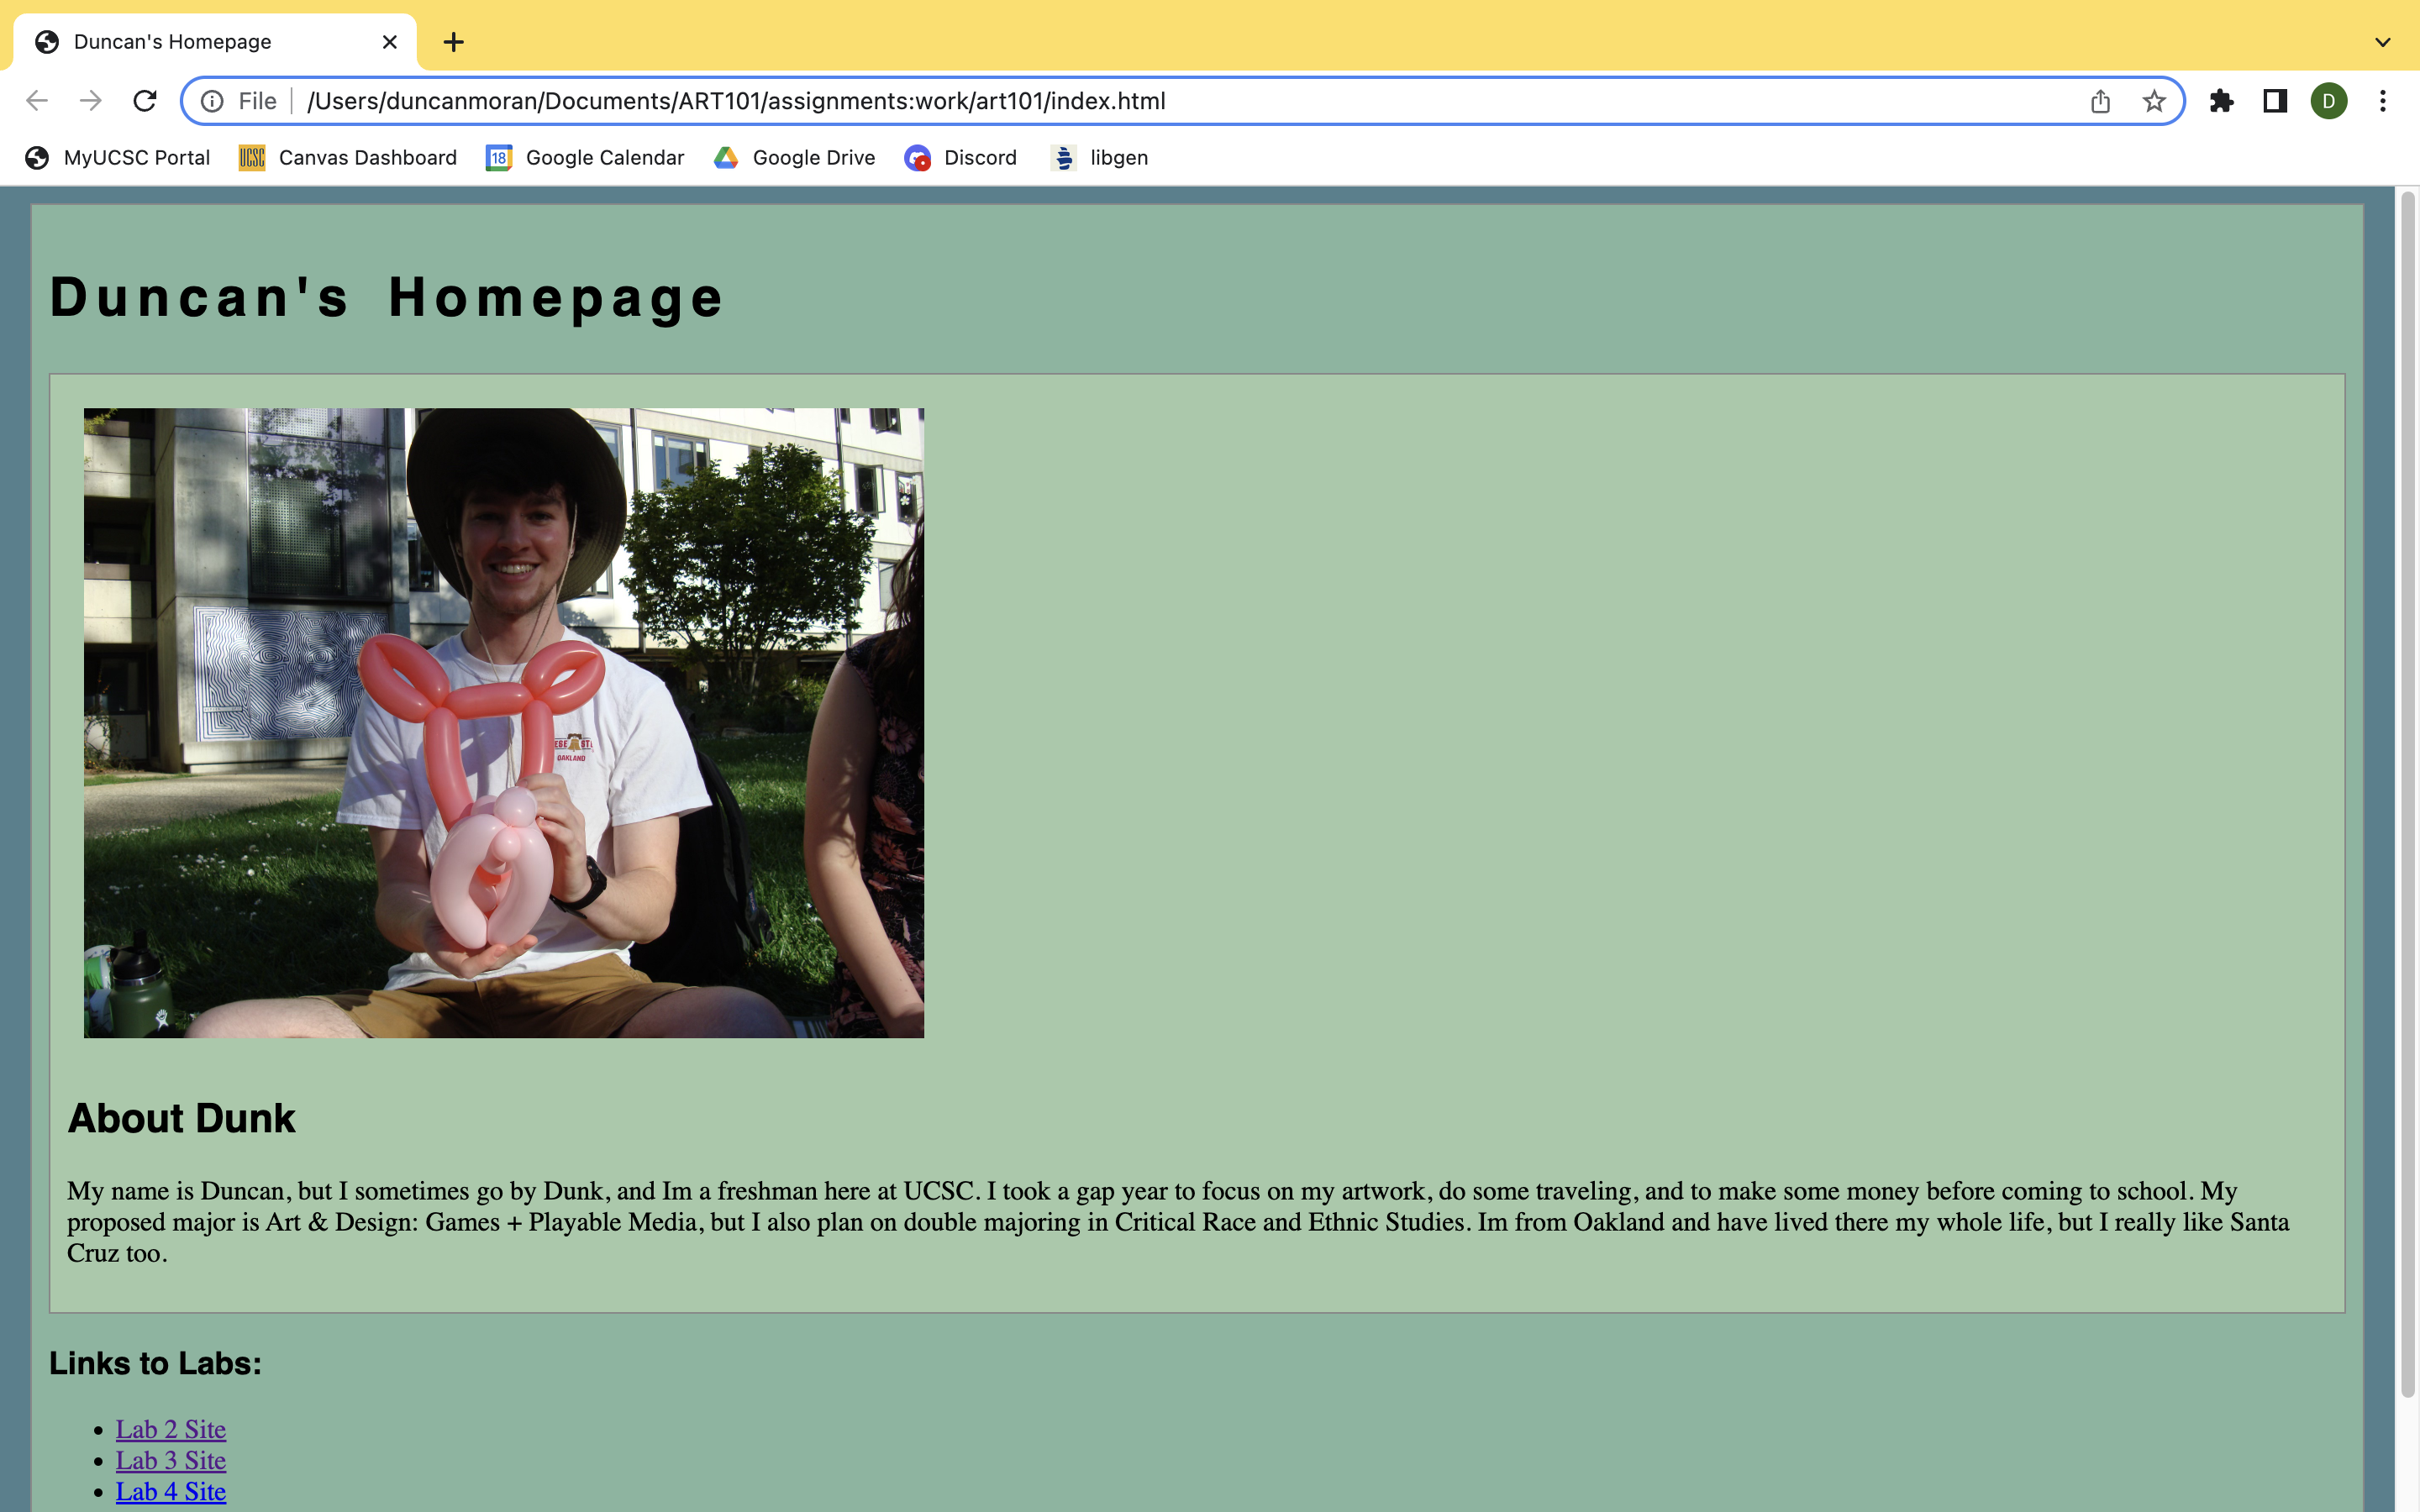 Duncan's Homepage
File /Users/duncanmoran/Documents/ART101/assignments:work/art101/index.html
D
MyUCSC Portal UCSC Canvas Dashboard 18 Google Calendar Google Drive Discord libgen
Duncan's Homepage
OAKLAND
About Dunk
My name is Duncan, but I sometimes go by Dunk, and Im a freshman here at UCSC. I took a gap year to focus on my artwork, do some traveling, and to make some money before coming to school. My
proposed major is Art & Design: Games + Playable Media, but I also plan on double majoring in Critical Race and Ethnic Studies. Im from Oakland and have lived there my whole life, but I really like Santa
Cruz too.
Links to Labs:
Lab 2 Site
Lab 3 Site
Lab 4 Site